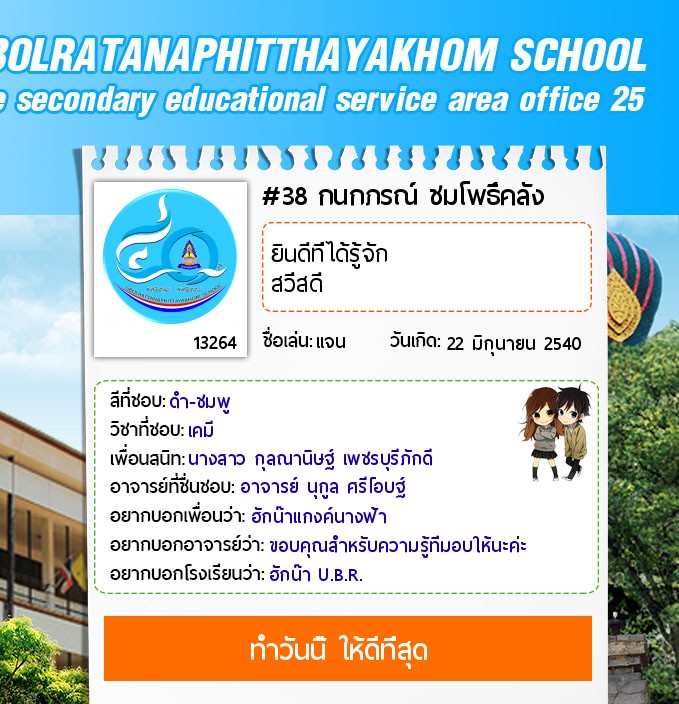 BOLRATANAPHITTHAYAKHOM SCHOOL
secondary educational service area office 25
#38 กนกภรณ์ ชมโพธิ์คลัง
ยินดีที่ได้รู้จัก
สวีสดี
13264
ชื่อเล่น: แจน วันเกิด: 22 มิถุนายน 2540
สีที่ชอบ: ดำ-ชมพู
วิชาที่ชอบ: เคมี
เพื่อนสนิท: นางสาว กุลณานิษฐ์ เพชรบุรีภักดี
อาจารย์ที่ชื่นชอบ: อาจารย์ นุกูล ศรีโอบฐ์
อยากบอกเพื่อนว่า: ฮักน๊าแกงค์นางฟ้า
อยากบอกอาจารย์ว่า: ขอบคุณสำหรับความรู้ที่มอบให้นะค่ะ
อยากบอกโรงเรียนว่า: ฮักน๊า U.B.R.
ทำวันนี้ ให้ดีที่สุด